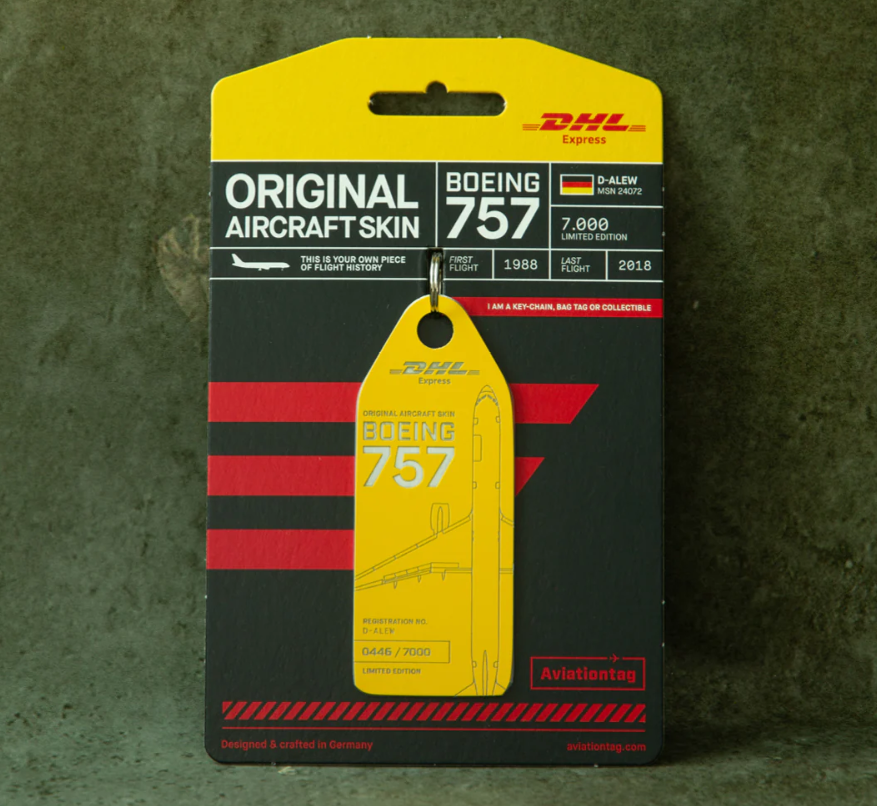 DHL
Express
ORIGINAL
AIRCRAFT SKIN
BOEING
757
D-ALEW
MSN 24072
7.000
LIMITED EDITION
THIS IS YOUR OWN PIECE
OF FLIGHT HISTORY
FIRST
FLIGHT
1988
LAST
FLIGHT
2018
I AM A KEY-CHAIN, BAG TAG OR COLLECTIBLE
DHL
Express
ORIGINAL AIRCRAFT SKIN
BOEING
757
REGISTRATION NO.
D-ALEW
0446 / 7000
LIMITED EDITION
Aviationtag
Designed & crafted in Germany
aviationtag.com